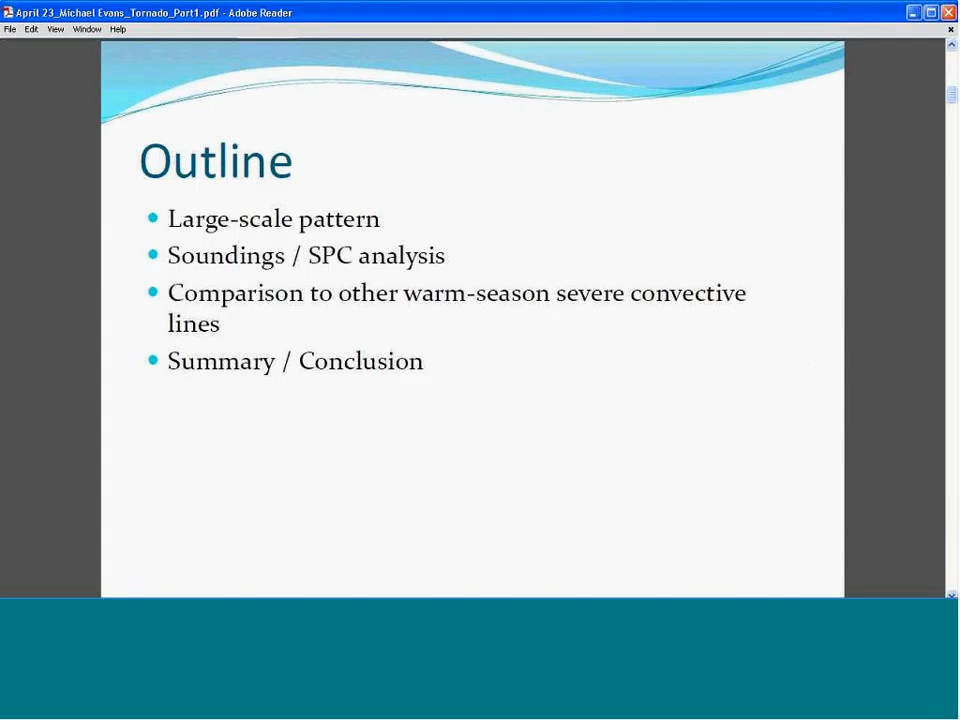 April 23_Michael Evans_Tornado_Part1.pdf - Adobe Reader
File Edit View Window Help
Outline
Large-scale pattern
Soundings / SPC analysis
Comparison to other warm-season severe convective
lines
Summary / Conclusion